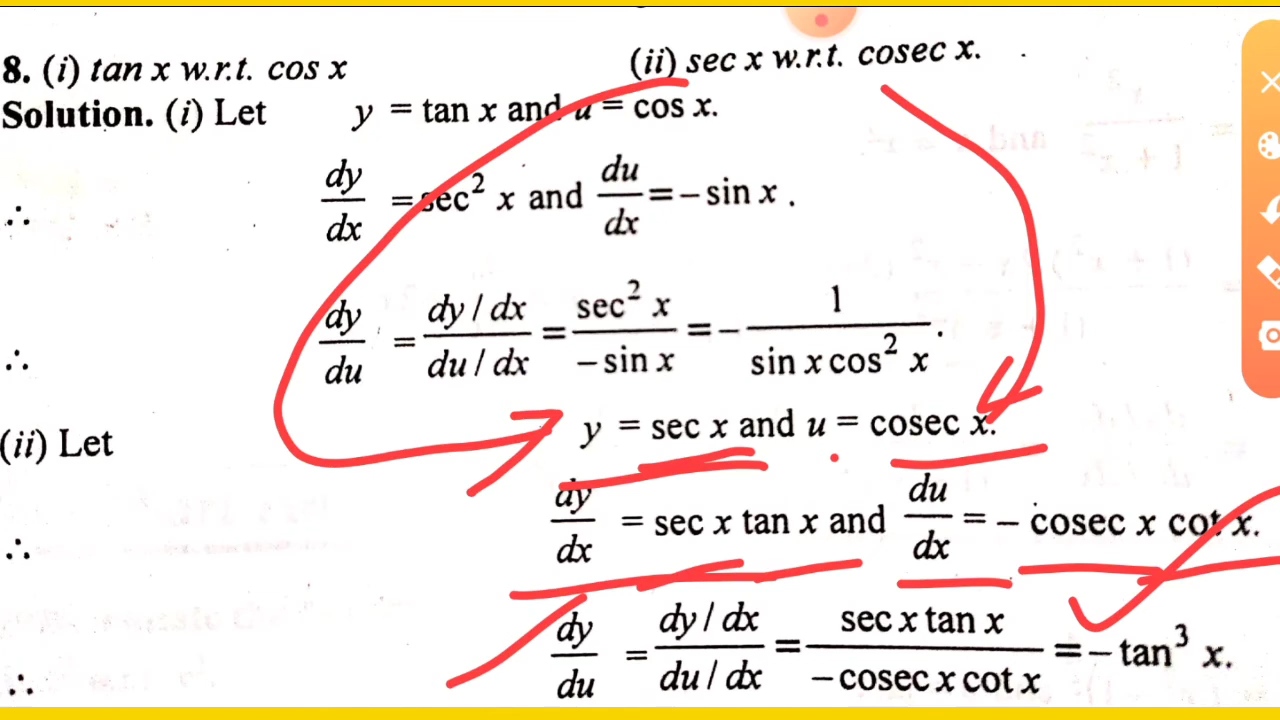 8. (i) tan x w.r.t. cos x (ii) sec x w.r.t. cosec x.
Solution. (i) Let y = tan x and u = cos x.
∴ dy/dx = sec² x and du/dx = – sin x .
∴ dy/du = (dy / dx)/(du / dx) = (sec² x)/(– sin x) = – 1/(sin x cos² x).
(ii) Let y = sec x and u = cosec x.
∴ dy/dx = sec x tan x and du/dx = – cosec x cot x.
∴ dy/du = (dy / dx)/(du / dx) = (sec x tan x)/(– cosec x cot x) = – tan³ x.